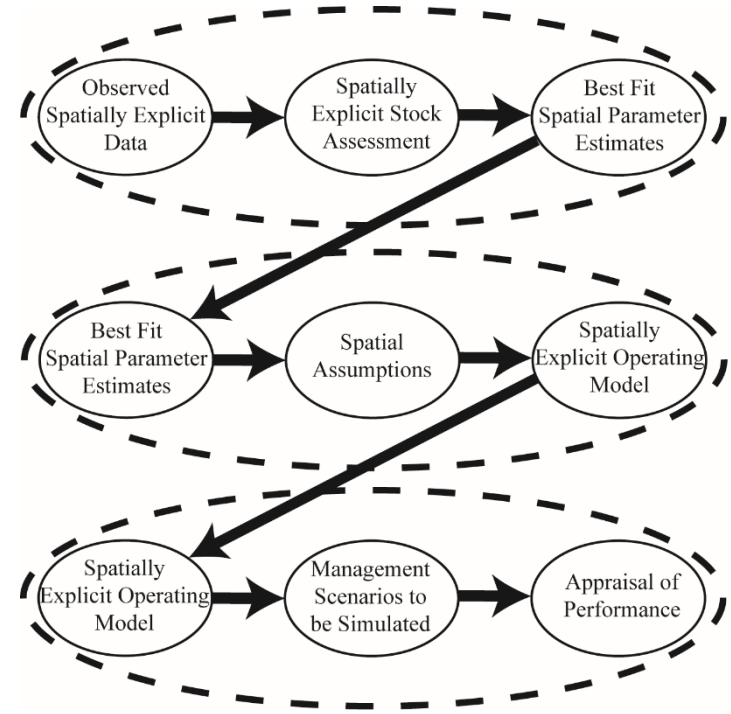 Observed
Spatially Explicit
Data
Spatially
Explicit Stock
Assessment
Best Fit
Spatial Parameter
Estimates
Best Fit
Spatial Parameter
Estimates
Spatial
Assumptions
Spatially
Explicit Operating
Model
Spatially
Explicit Operating
Model
Management
Scenarios to
be Simulated
Appraisal of
Performance